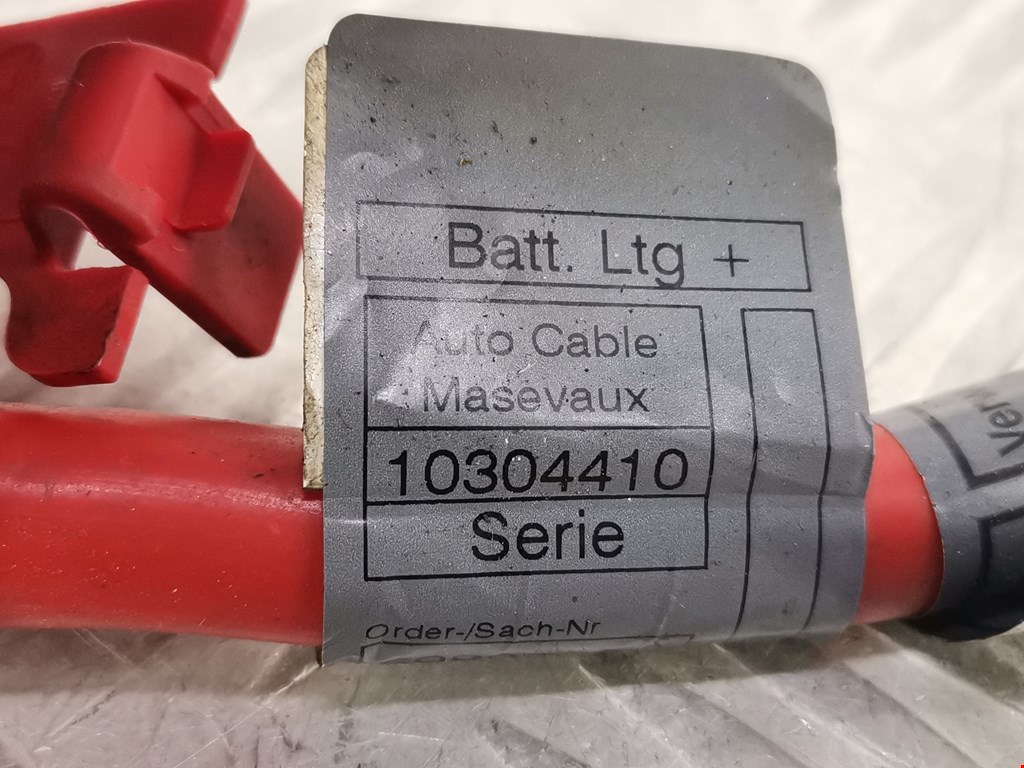 Batt. Ltg +
Auto Cable
Masevaux
10304410
Serie
Order-/Sach-Nr